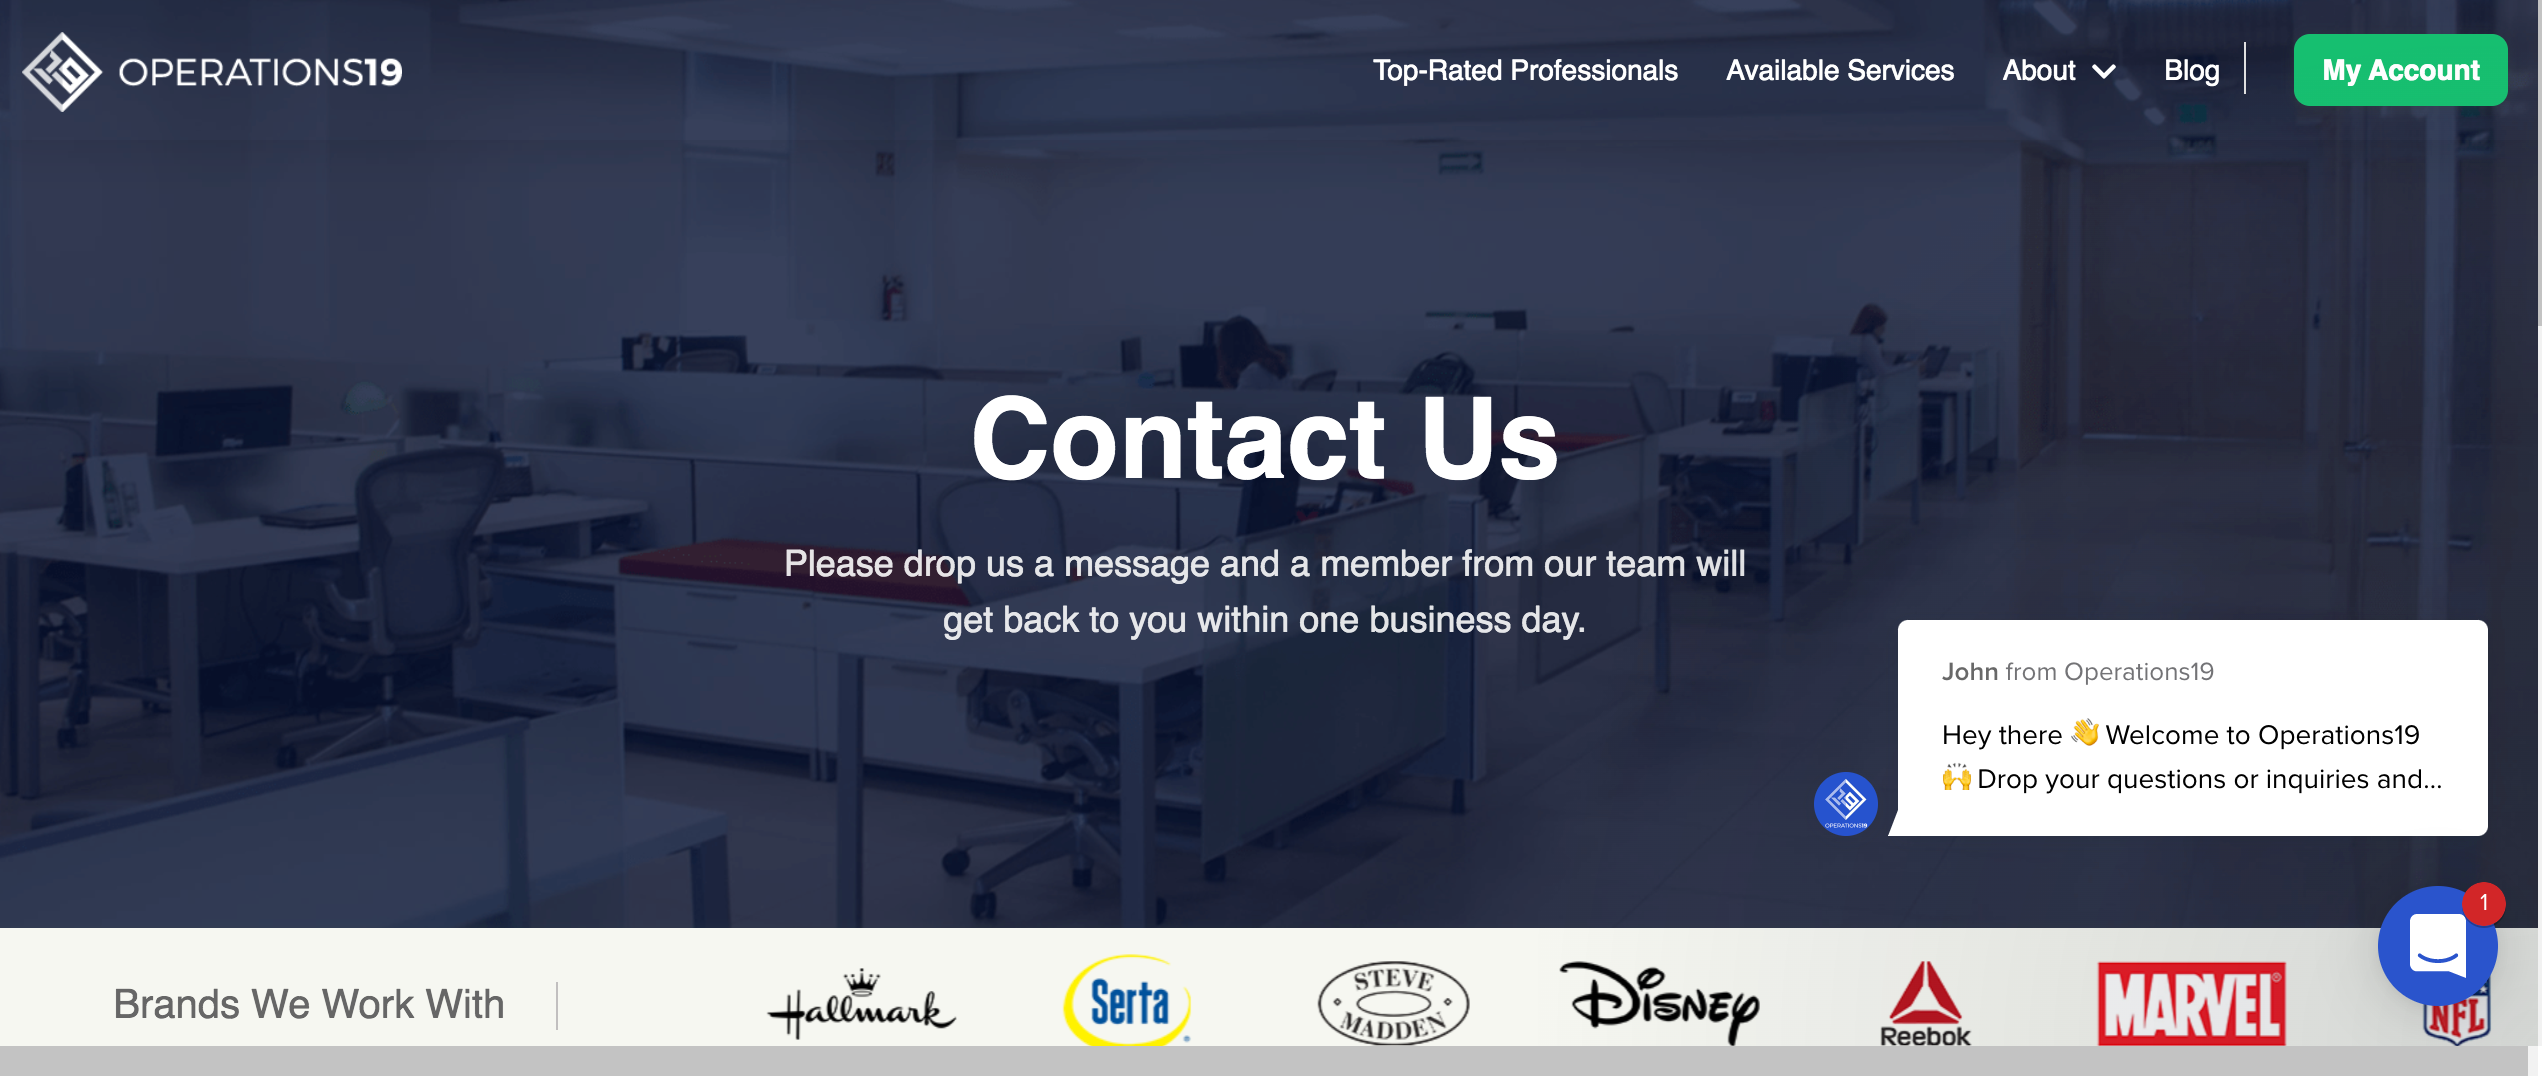 OPERATIONS19
Top-Rated Professionals
Available Services
About
Blog
My Account
Contact Us
Please drop us a message and a member from our team will
get back to you within one business day.
John from Operations19
Hey there 👋 Welcome to Operations19
🙌 Drop your questions or inquiries and...
OPERATIONS19
1
Brands We Work With
Hallmark
Serta
STEVE
MADDEN
Disney
Reebok
MARVEL
NFL